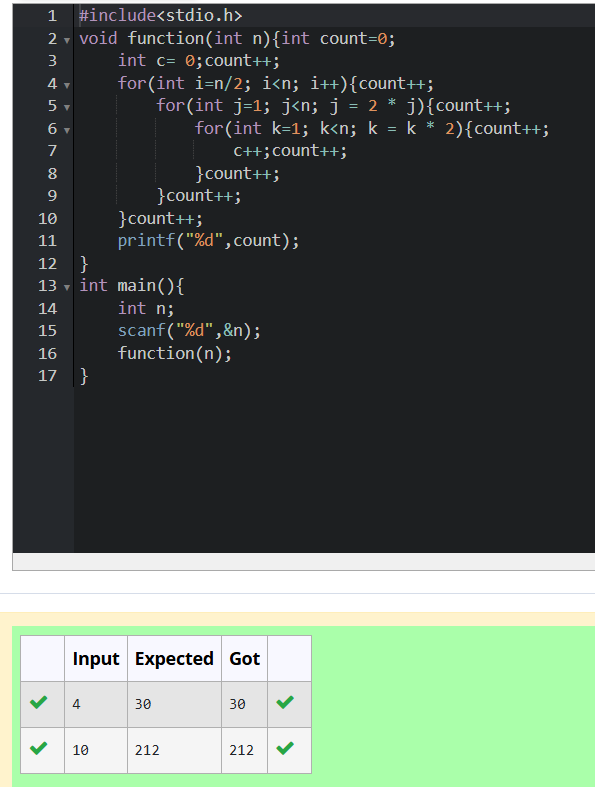 1 #include<stdio.h>
2 void function(int n){int count=0;
3     int c= 0;count++;
4     for(int i=n/2; i<n; i++){count++;
5         for(int j=1; j<n; j = 2 * j){count++;
6             for(int k=1; k<n; k = k * 2){count++;
7                 c++;count++;
8             }count++;
9         }count++;
10     }count++;
11     printf("%d",count);
12 }
13 int main(){
14     int n;
15     scanf("%d",&n);
16     function(n);
17 }
Input Expected Got
4 30 30
10 212 212